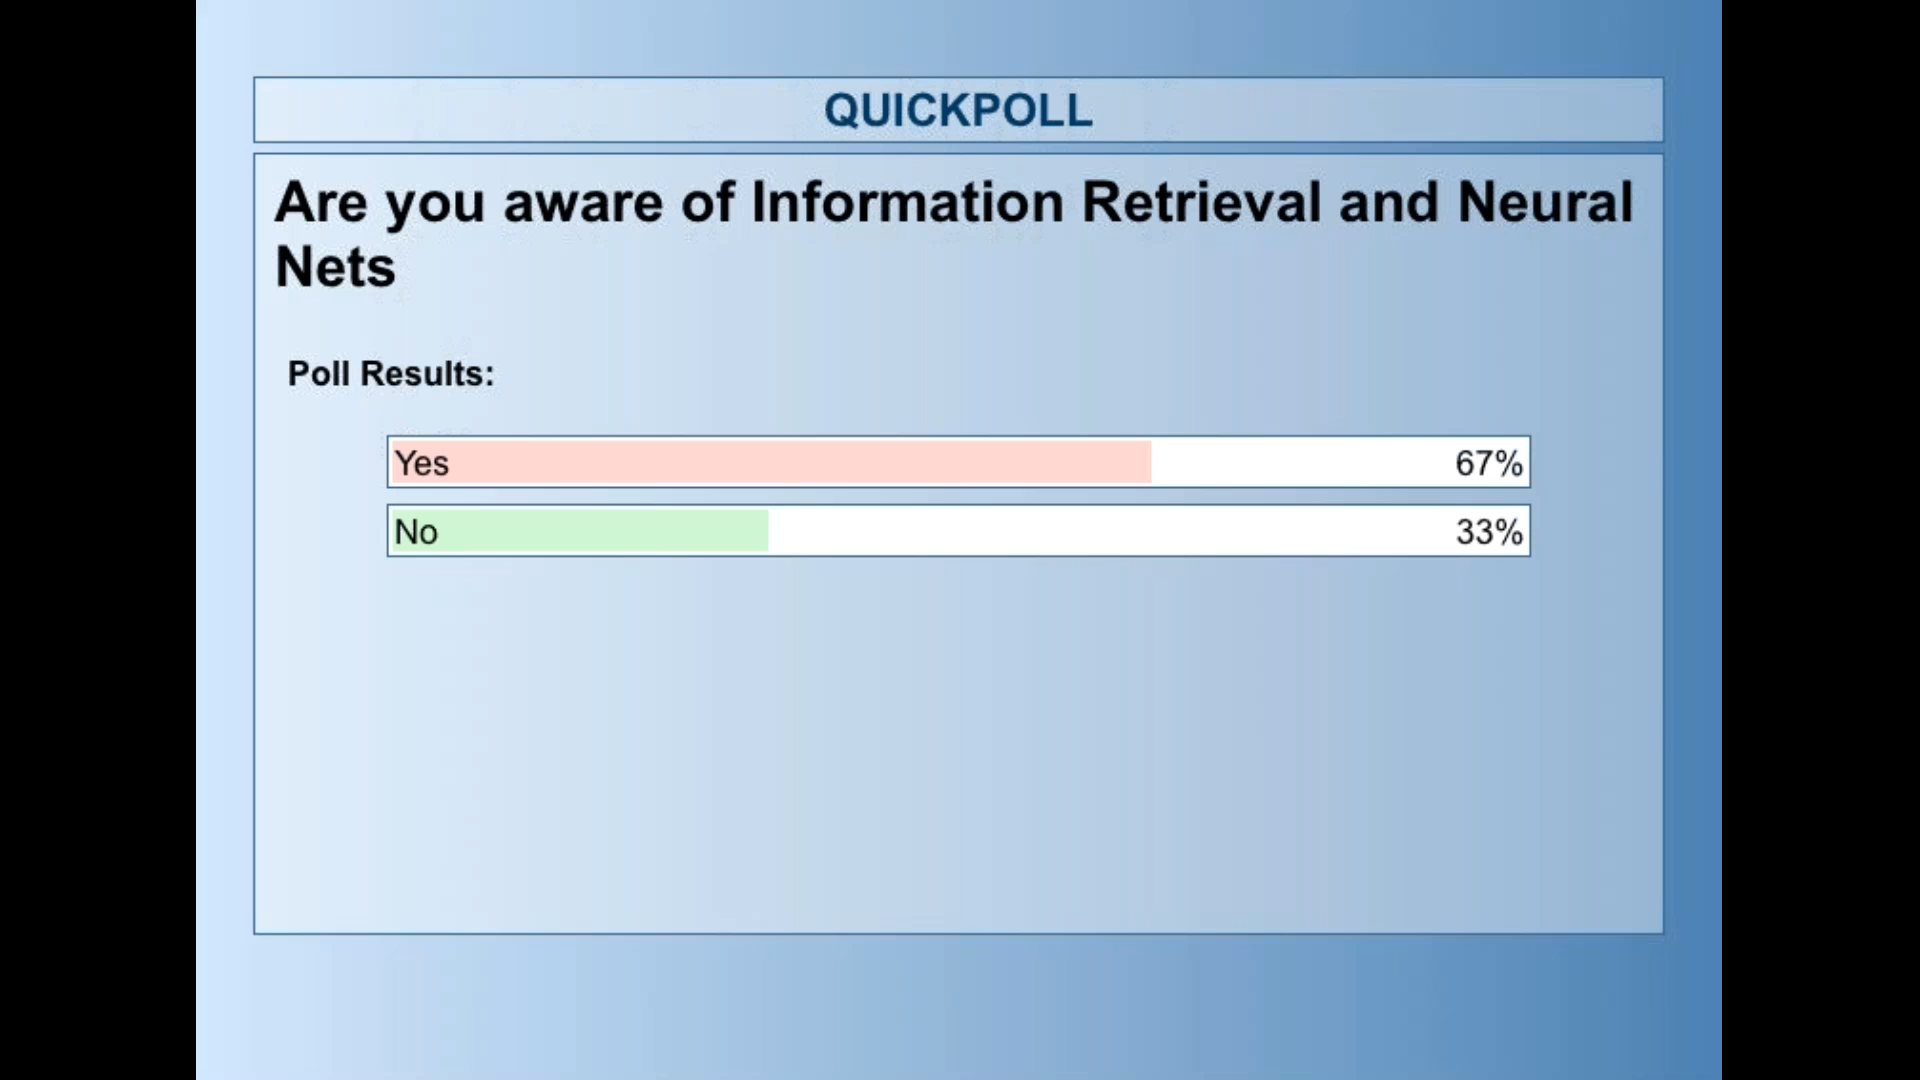 QUICKPOLL
Are you aware of Information Retrieval and Neural
Nets
Poll Results:
Yes 67%
No 33%